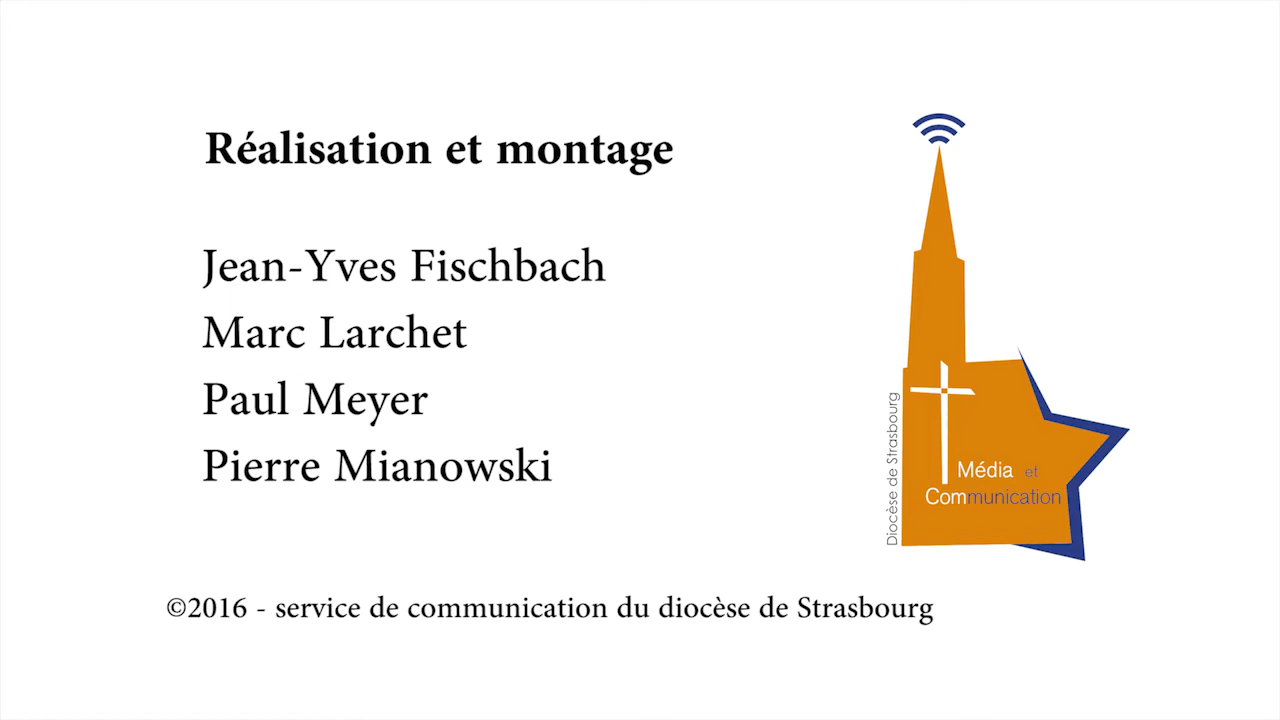 Réalisation et montage
Jean-Yves Fischbach
Marc Larchet
Paul Meyer
Pierre Mianowski
Diocèse de Strasbourg
Média et
Communication
©2016 - service de communication du diocèse de Strasbourg